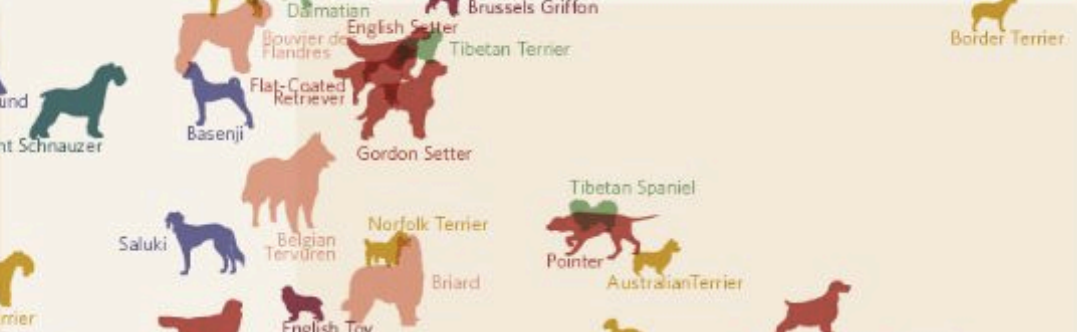 Dalmatian
Brussels Griffon
English Setter
Bouvier des
Flandres
Tibetan Terrier
Border Terrier
Flat-Coated
Retriever
und
Basenji
nt Schnauzer
Gordon Setter
Tibetan Spaniel
Norfolk Terrier
Saluki
Belgian
Tervuren
Pointer
Briard
AustralianTerrier
rrier
English Toy